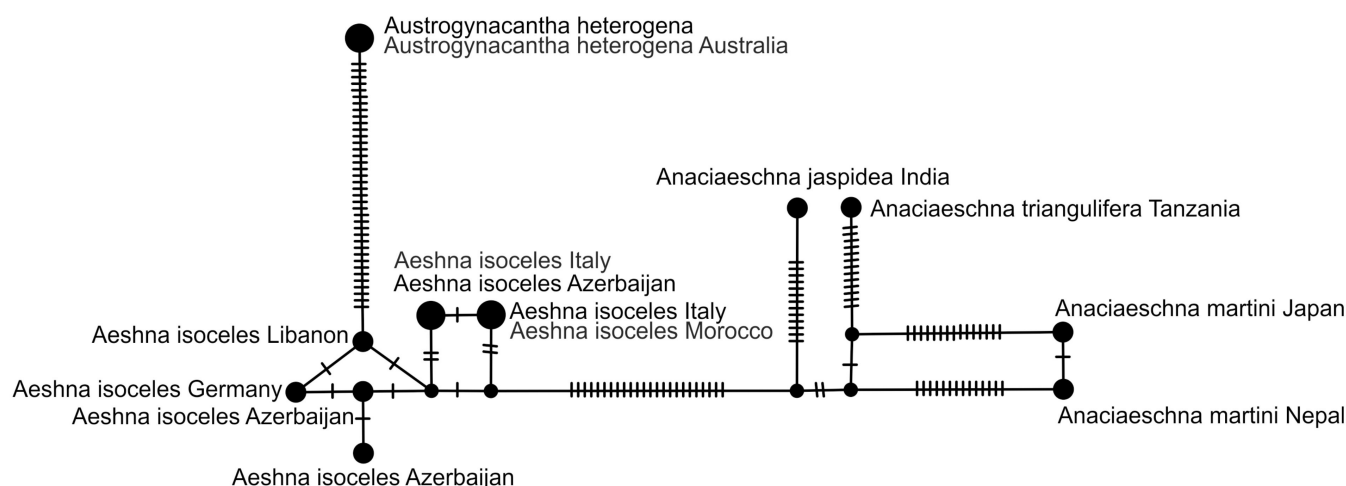 Austrogynacantha heterogena
Austrogynacantha heterogena Australia
Anaciaeschna jaspidea India
Anaciaeschna triangulifera Tanzania
Aeshna isoceles Italy
Aeshna isoceles Azerbaijan
Aeshna isoceles Italy
Aeshna isoceles Morocco
Anaciaeschna martini Japan
Aeshna isoceles Libanon
Aeshna isoceles Germany
Aeshna isoceles Azerbaijan
Anaciaeschna martini Nepal
Aeshna isoceles Azerbaijan